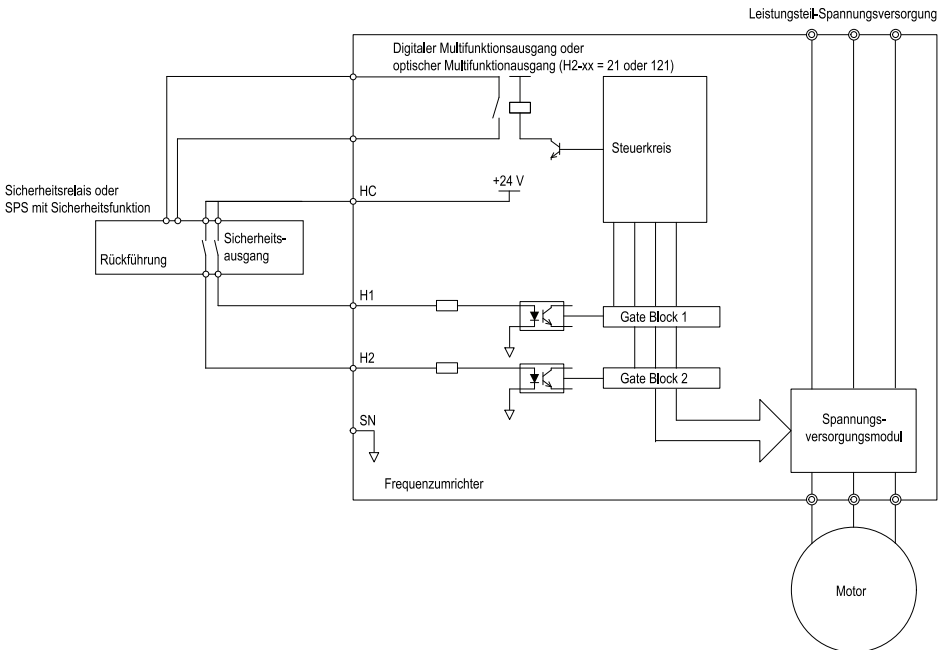 Leistungsteil-Spannungsversorgung
Digitaler Multifunktionsausgang oder
optischer Multifunktionausgang (H2-xx = 21 oder 121)
Steuerkreis
+24 V
HC
Sicherheitsrelais oder
SPS mit Sicherheitsfunktion
Sicherheits-
ausgang
Rückführung
H1
Gate Block 1
H2
Gate Block 2
SN
Spannungs-
versorgungsmodul
Frequenzumrichter
Motor